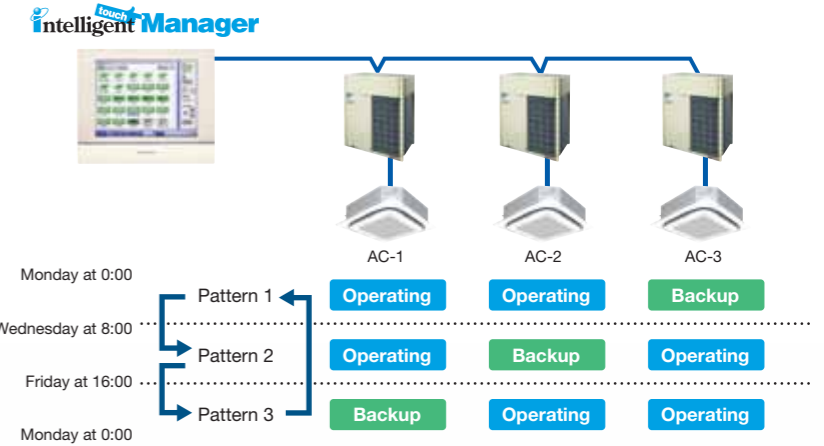 intelligent touch Manager
AC-1 AC-2 AC-3
Monday at 0:00
Pattern 1 Operating Operating Backup
Wednesday at 8:00
Pattern 2 Operating Backup Operating
Friday at 16:00
Pattern 3 Backup Operating Operating
Monday at 0:00